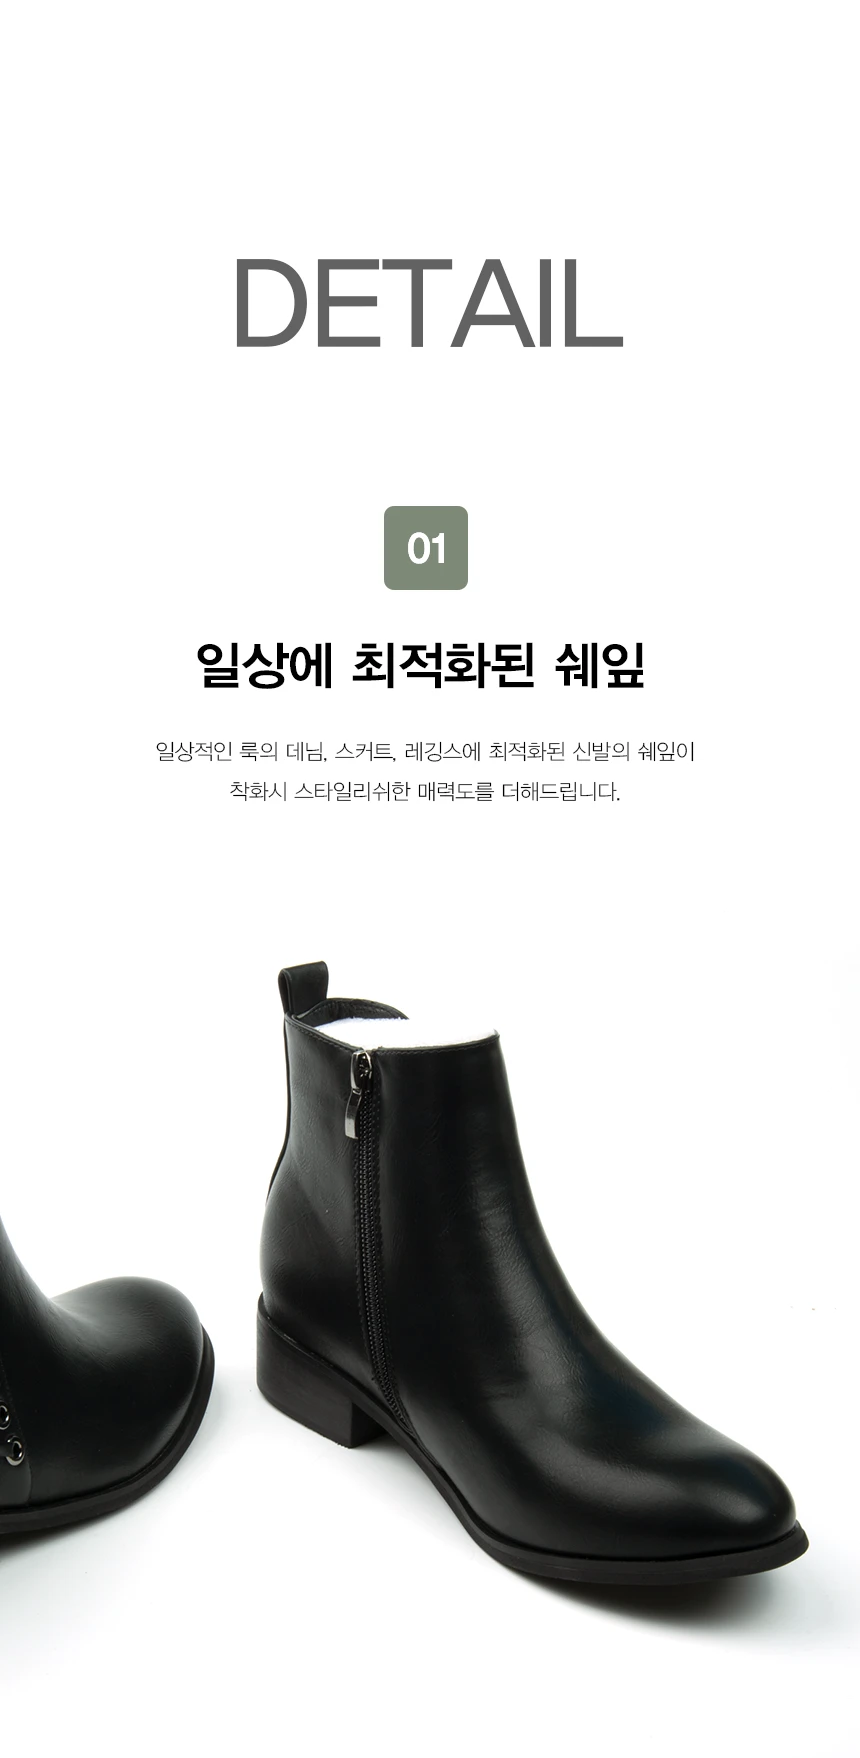 DETAIL
01
일상에 최적화된 쉐잎
일상적인 룩의 데님, 스커트, 레깅스에 최적화된 신발의 쉐잎이
착화시 스타일리쉬한 매력도를 더해드립니다.